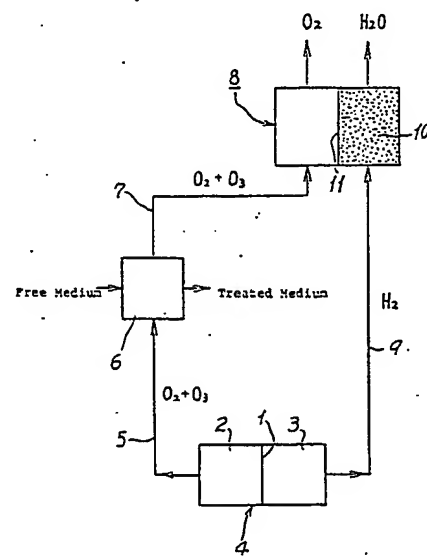 O₂ H₂O
8
10
11
O₂ + O₃
7
Free Medium Treated Medium
6
H₂
9
O₂+O₃
5
2 1 3
4